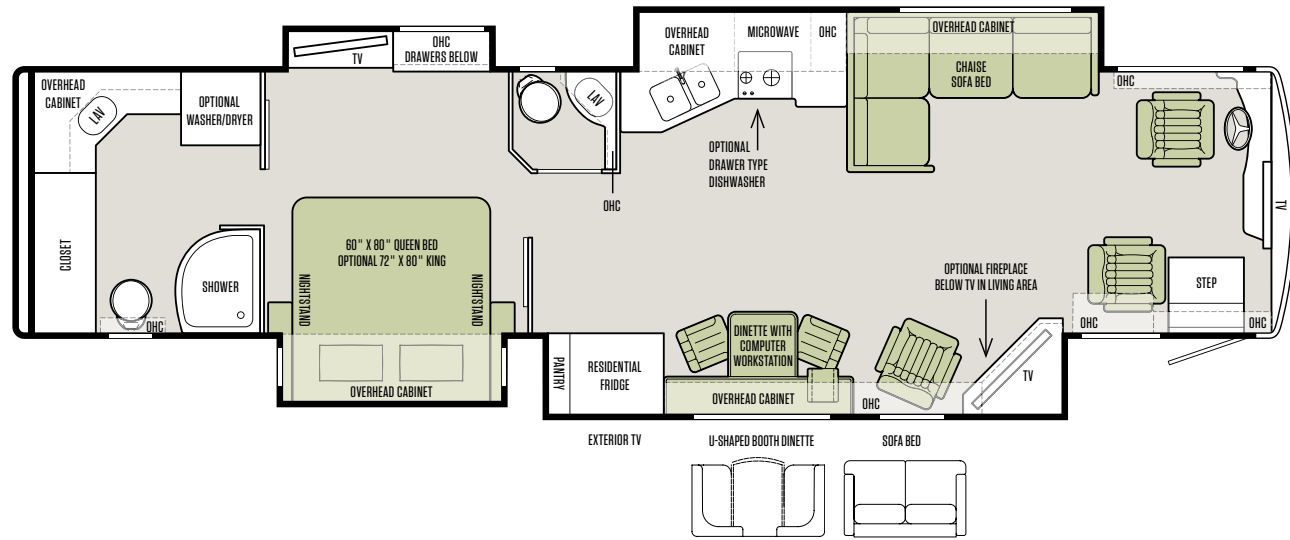 OVERHEAD
CABINET
LAV
OPTIONAL
WASHER/DRYER
CLOSET
SHOWER
OHC
TV
OHC
DRAWERS BELOW
60" X 80" QUEEN BED
OPTIONAL 72" X 80" KING
NIGHTSTAND
NIGHTSTAND
OVERHEAD CABINET
LAV
OHC
OVERHEAD
CABINET
MICROWAVE
OHC
OPTIONAL
DRAWER TYPE
DISHWASHER
OVERHEAD CABINET
CHAISE
SOFA BED
OHC
TV
STEP
OHC
OHC
OPTIONAL FIREPLACE
BELOW TV IN LIVING AREA
TV
OHC
DINETTE WITH
COMPUTER
WORKSTATION
OVERHEAD CABINET
RESIDENTIAL
FRIDGE
PANTRY
EXTERIOR TV
U-SHAPED BOOTH DINETTE
SOFA BED